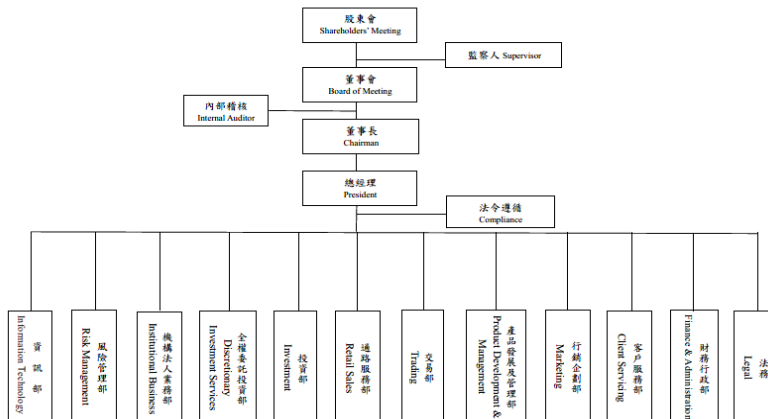 股東會
Shareholders' Meeting
監察人 Supervisor
董事會
Board of Meeting
內部稽核
Internal Auditor
董事長
Chairman
總經理
President
法令遵循
Compliance
資訊部
Information Technology
風險管理部
Risk Management
機構法人業務部
Institutional Business
全權委託投資部
Discretionary
Investment Services
投資部
Investment
通路服務部
Retail Sales
交易部
Trading
產品發展及管理部
Product Development &
Management
行銷企劃部
Marketing
客戶服務部
Client Servicing
財務行政部
Finance & Administration
法務
Legal